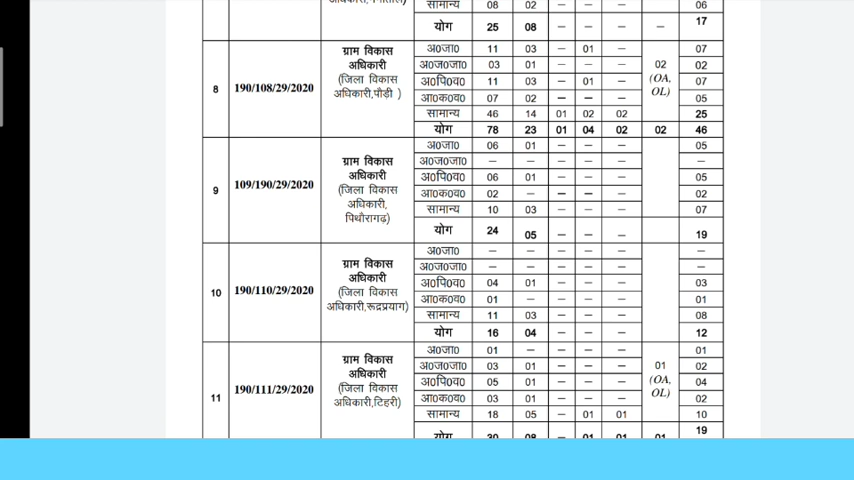 सामान्य 08 02 – – – 06
योग 25 08 – – – – 17
8 190/108/29/2020 ग्राम विकास अधिकारी (जिला विकास अधिकारी,पौड़ी ) अ0जा0 11 03 – 01 – 02 (OA, OL) 07
अ0ज0जा0 03 01 – – – 02
अ0पि0व0 11 03 – 01 – 07
आ0क0व0 07 02 – – – 05
सामान्य 46 14 01 02 02 25
योग 78 23 01 04 02 02 46
9 109/190/29/2020 ग्राम विकास अधिकारी (जिला विकास अधिकारी, पिथौरागढ़) अ0जा0 06 01 – – – 05
अ0ज0जा0 – – – – – –
अ0पि0व0 06 01 – – – 05
आ0क0व0 02 – – – – 02
सामान्य 10 03 – – – 07
योग 24 05 – – – 19
10 190/110/29/2020 ग्राम विकास अधिकारी (जिला विकास अधिकारी,रूद्रप्रयाग) अ0जा0 – – – – – –
अ0ज0जा0 – – – – – –
अ0पि0व0 04 01 – – – 03
आ0क0व0 01 – – – – 01
सामान्य 11 03 – – – 08
योग 16 04 – – – 12
11 190/111/29/2020 ग्राम विकास अधिकारी (जिला विकास अधिकारी,टिहरी) अ0जा0 01 – – – – 01 (OA, OL) 01
अ0ज0जा0 03 01 – – – 02
अ0पि0व0 05 01 – – – 04
आ0क0व0 03 01 – – – 02
सामान्य 18 05 – 01 01 10
योग 30 08 – 01 01 01 19